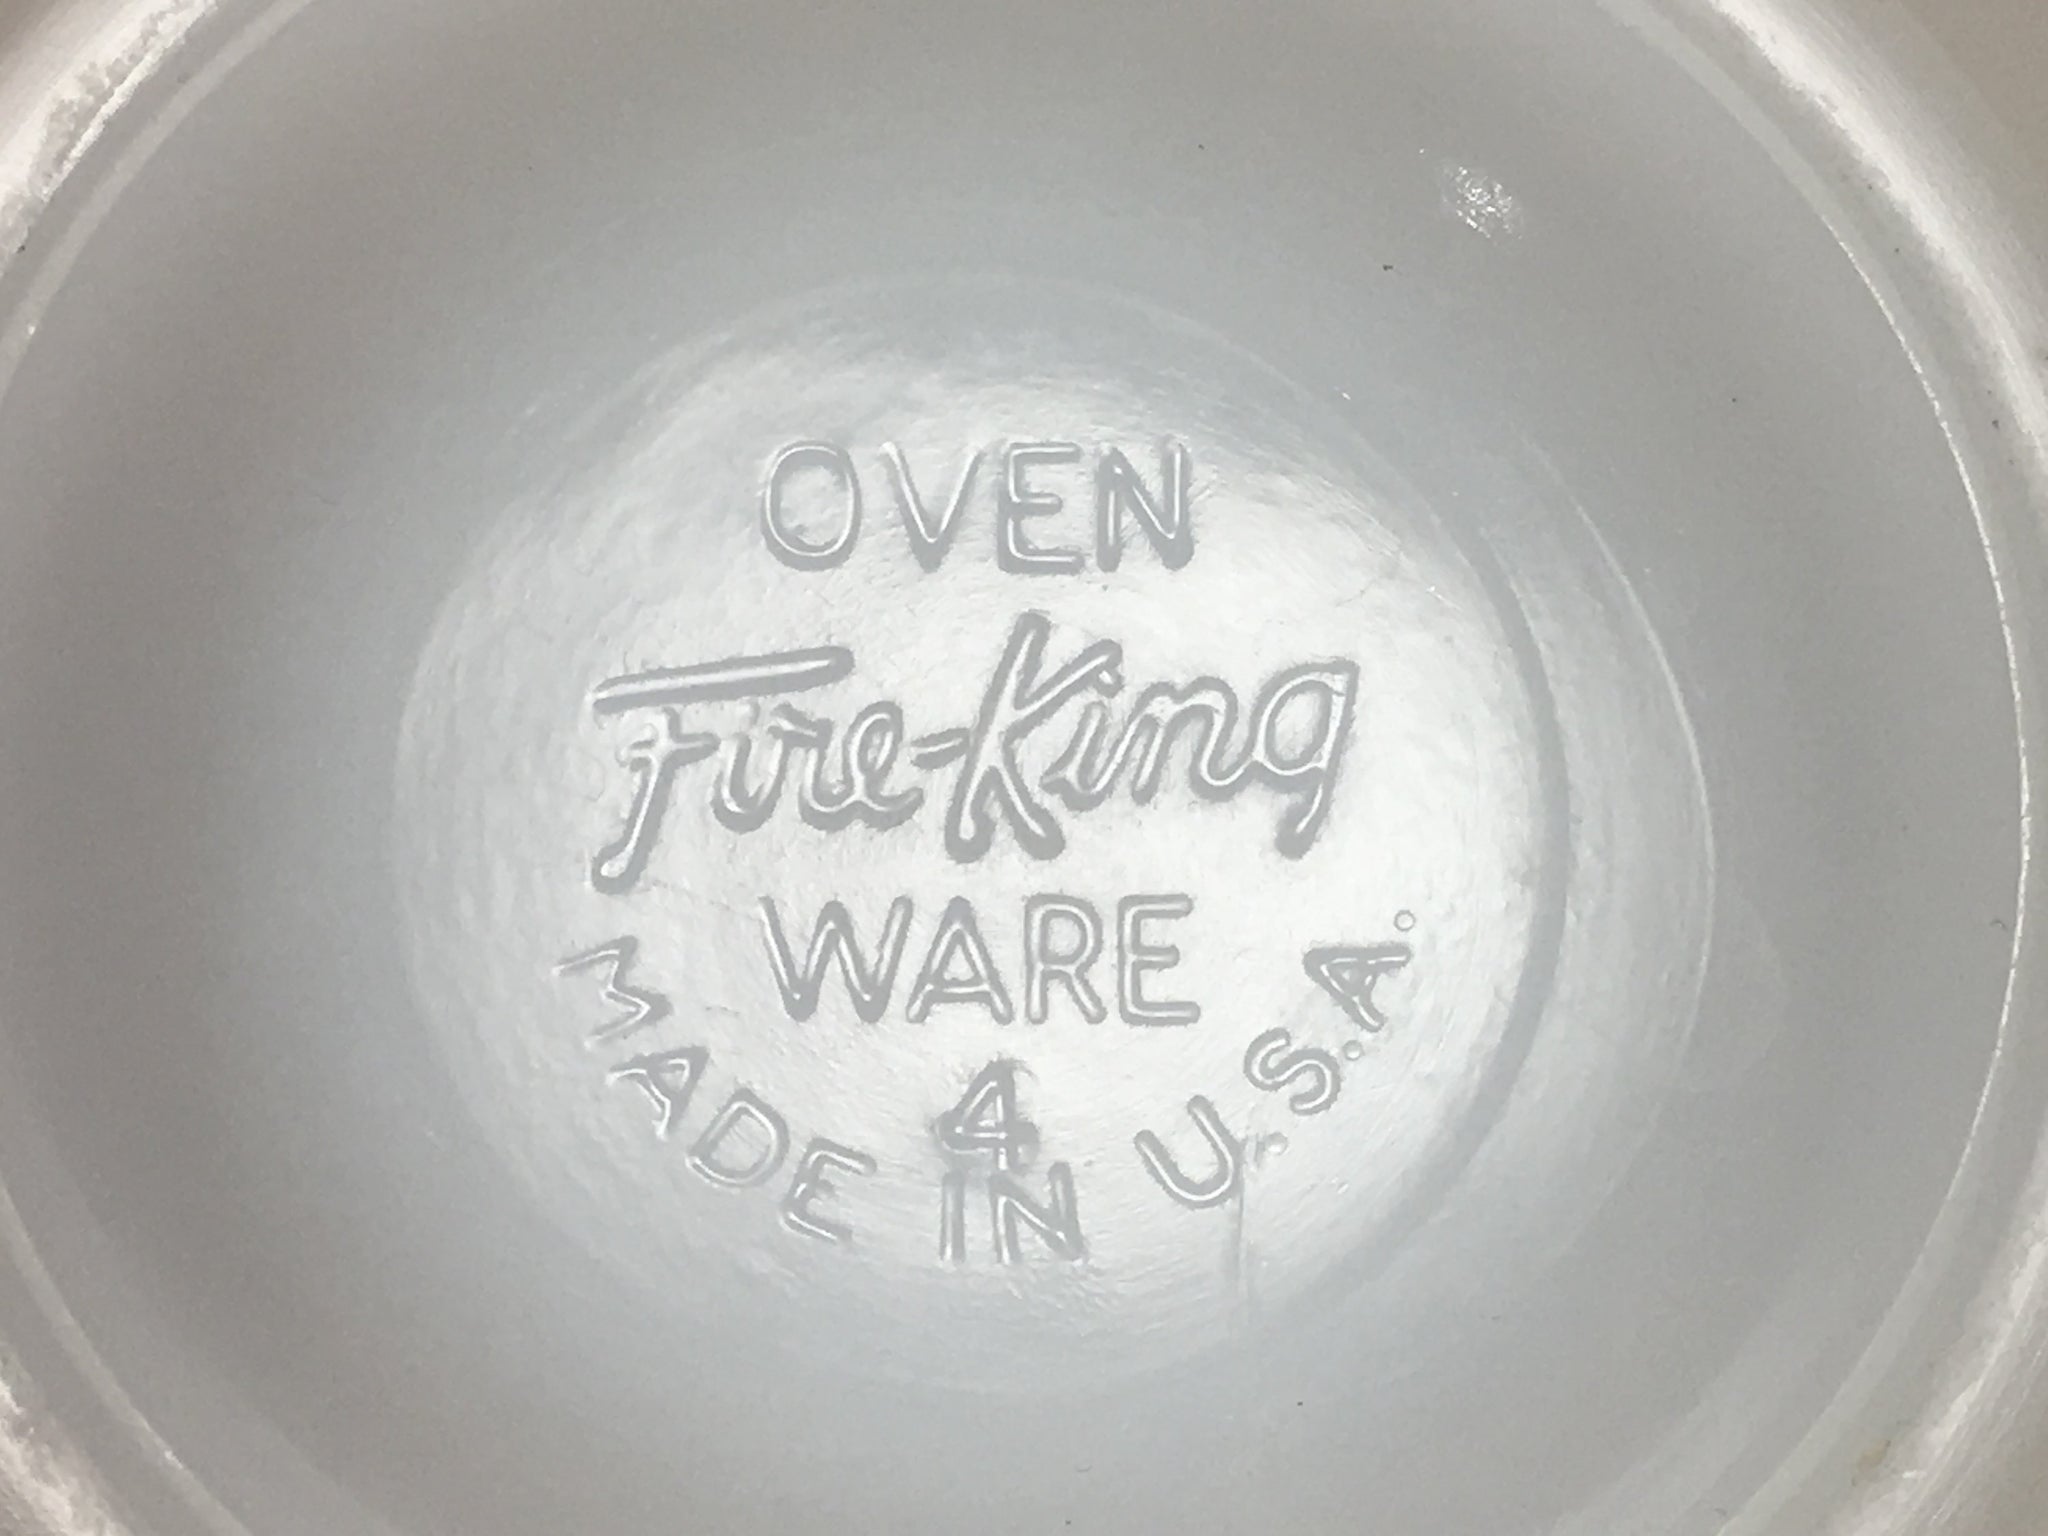 OVEN
Fire-King
WARE
4
MADE IN U.S.A.